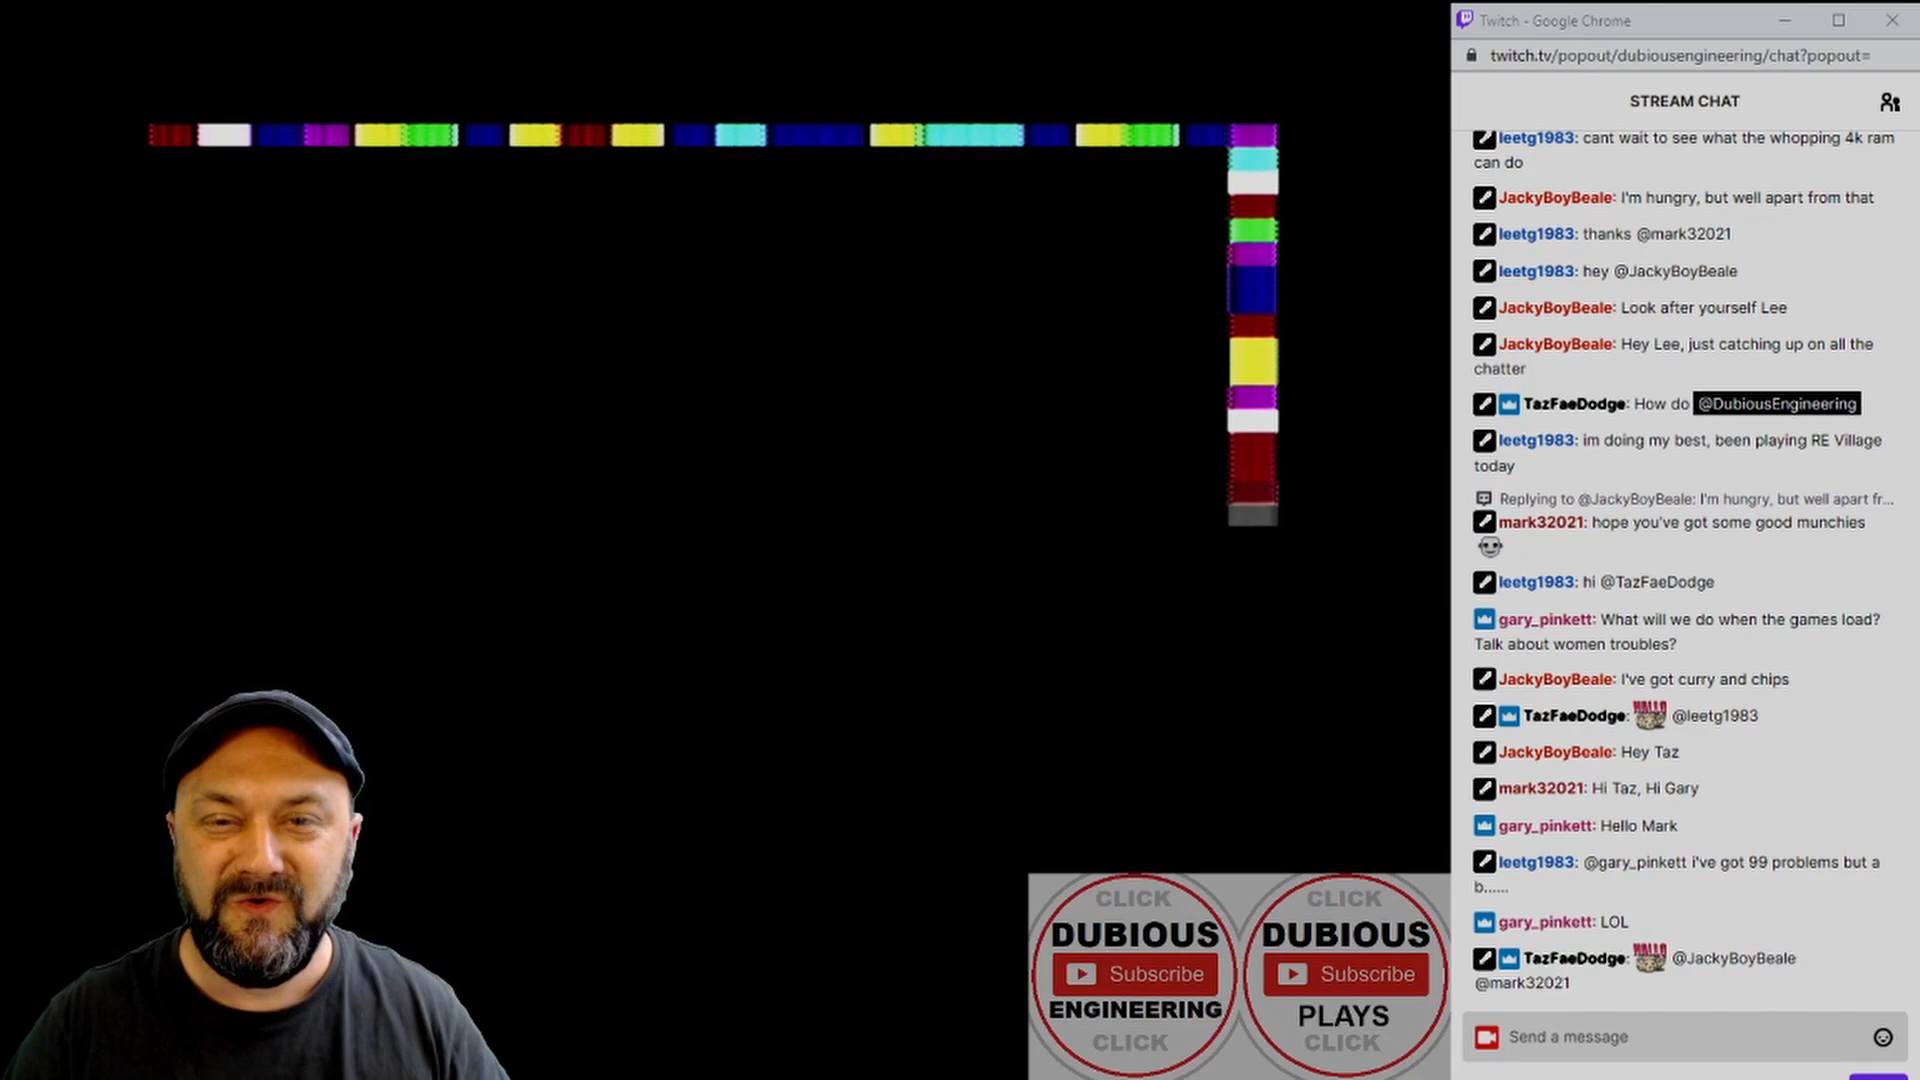 Twitch - Google Chrome
twitch.tv/popout/dubiousengineering/chat?popout=
STREAM CHAT
leetg1983: cant wait to see what the whopping 4k ram
can do
JackyBoyBeale: I'm hungry, but well apart from that
leetg1983: thanks @mark32021
leetg1983: hey @JackyBoyBeale
JackyBoyBeale: Look after yourself Lee
JackyBoyBeale: Hey Lee, just catching up on all the
chatter
TazFaeDodge: How do @DubiousEngineering
leetg1983: im doing my best, been playing RE Village
today
Replying to @JackyBoyBeale: I'm hungry, but well apart fr...
mark32021: hope you've got some good munchies
leetg1983: hi @TazFaeDodge
gary_pinkett: What will we do when the games load?
Talk about women troubles?
JackyBoyBeale: I've got curry and chips
TazFaeDodge: HALLO @leetg1983
JackyBoyBeale: Hey Taz
mark32021: Hi Taz, Hi Gary
gary_pinkett: Hello Mark
leetg1983: @gary_pinkett i've got 99 problems but a
b......
gary_pinkett: LOL
TazFaeDodge: HALLO @JackyBoyBeale
@mark32021
Send a message
CLICK
DUBIOUS
Subscribe
ENGINEERING
CLICK
CLICK
DUBIOUS
Subscribe
PLAYS
CLICK